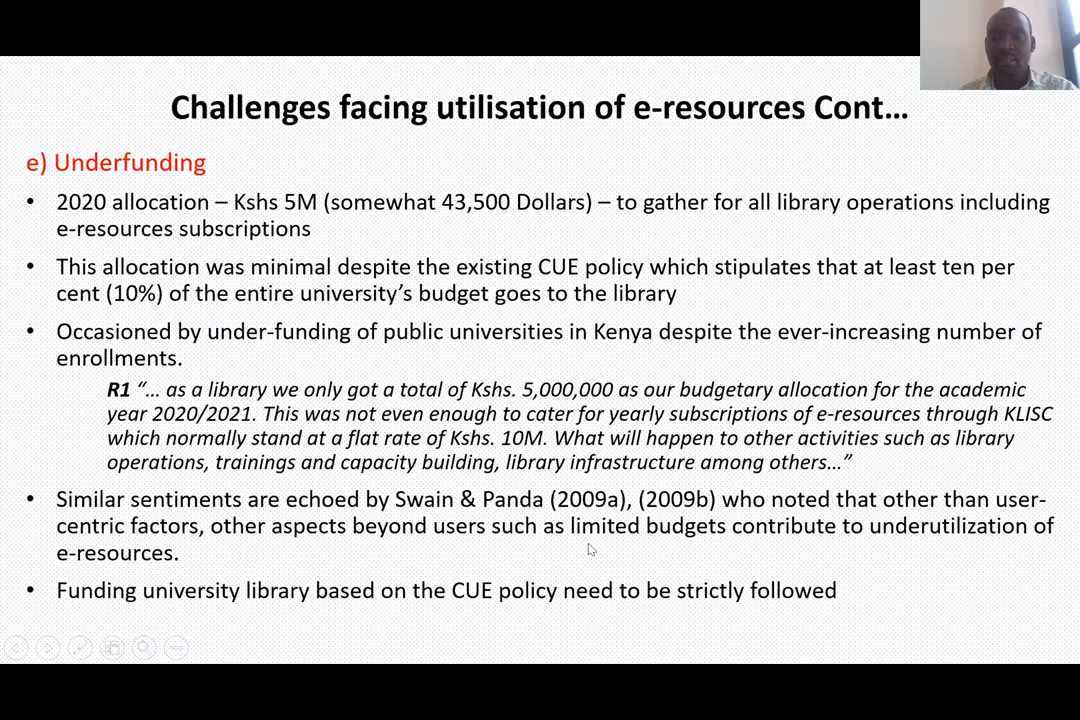 Challenges facing utilisation of e-resources Cont...
e) Underfunding
• 2020 allocation – Kshs 5M (somewhat 43,500 Dollars) – to gather for all library operations including
e-resources subscriptions
• This allocation was minimal despite the existing CUE policy which stipulates that at least ten per
cent (10%) of the entire university's budget goes to the library
• Occasioned by under-funding of public universities in Kenya despite the ever-increasing number of
enrollments.
R1 “... as a library we only got a total of Kshs. 5,000,000 as our budgetary allocation for the academic
year 2020/2021. This was not even enough to cater for yearly subscriptions of e-resources through KLISC
which normally stand at a flat rate of Kshs. 10M. What will happen to other activities such as library
operations, trainings and capacity building, library infrastructure among others...”
• Similar sentiments are echoed by Swain & Panda (2009a), (2009b) who noted that other than user-
centric factors, other aspects beyond users such as limited budgets contribute to underutilization of
e-resources.
• Funding university library based on the CUE policy need to be strictly followed